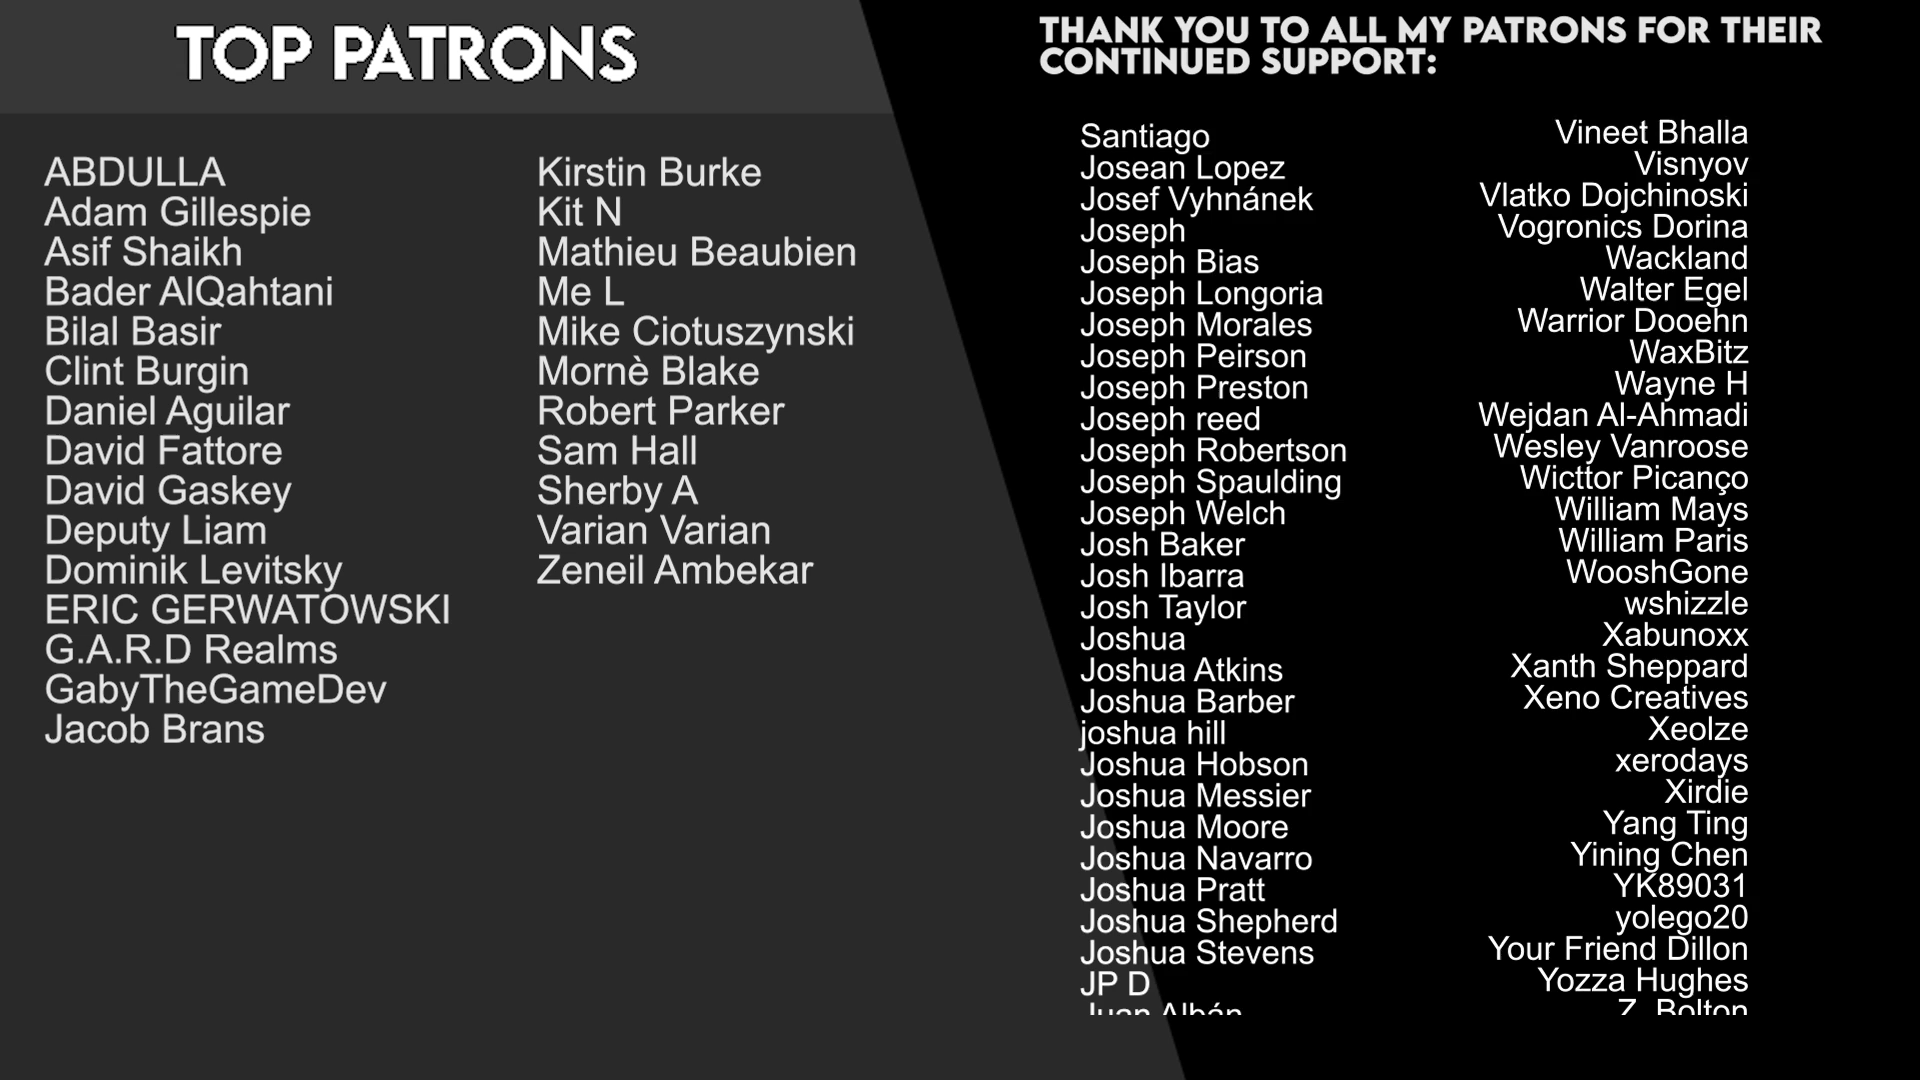 TOP PATRONS
ABDULLA
Adam Gillespie
Asif Shaikh
Bader AlQahtani
Bilal Basir
Clint Burgin
Daniel Aguilar
David Fattore
David Gaskey
Deputy Liam
Dominik Levitsky
ERIC GERWATOWSKI
G.A.R.D Realms
GabyTheGameDev
Jacob Brans
Kirstin Burke
Kit N
Mathieu Beaubien
Me L
Mike Ciotuszynski
Mornè Blake
Robert Parker
Sam Hall
Sherby A
Varian Varian
Zeneil Ambekar
THANK YOU TO ALL MY PATRONS FOR THEIR
CONTINUED SUPPORT:
Santiago
Josean Lopez
Josef Vyhnánek
Joseph
Joseph Bias
Joseph Longoria
Joseph Morales
Joseph Peirson
Joseph Preston
Joseph reed
Joseph Robertson
Joseph Spaulding
Joseph Welch
Josh Baker
Josh Ibarra
Josh Taylor
Joshua
Joshua Atkins
Joshua Barber
joshua hill
Joshua Hobson
Joshua Messier
Joshua Moore
Joshua Navarro
Joshua Pratt
Joshua Shepherd
Joshua Stevens
JP D
Juan Albán
Vineet Bhalla
Visnyov
Vlatko Dojchinoski
Vogronics Dorina
Wackland
Walter Egel
Warrior Dooehn
WaxBitz
Wayne H
Wejdan Al-Ahmadi
Wesley Vanroose
Wicttor Picanço
William Mays
William Paris
WooshGone
wshizzle
Xabunoxx
Xanth Sheppard
Xeno Creatives
Xeolze
xerodays
Xirdie
Yang Ting
Yining Chen
YK89031
yolego20
Your Friend Dillon
Yozza Hughes
Z. Bolton